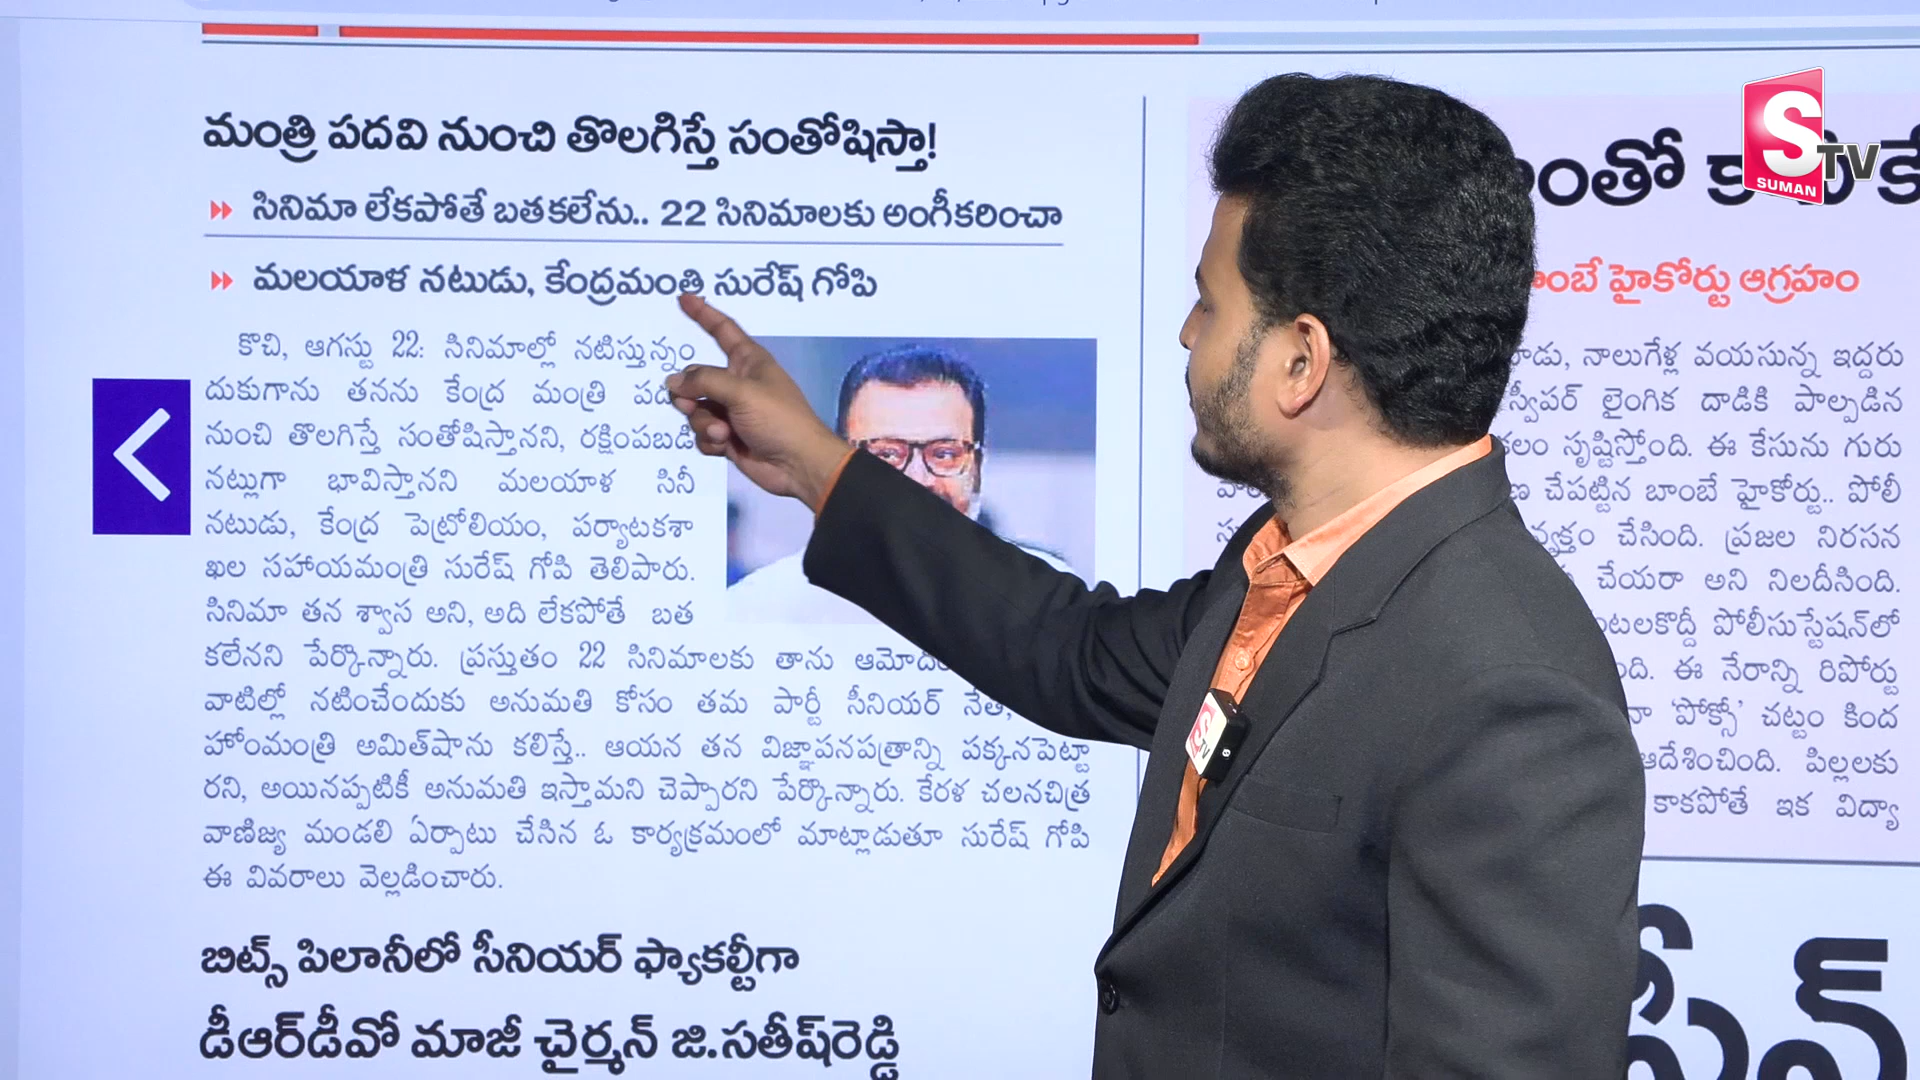 మంత్రి పదవి నుంచి తొలగిస్తే సంతోషిస్తా!
సినిమా లేకపోతే బతకలేను.. 22 సినిమాలకు అంగీకరించా
మలయాళ నటుడు, కేంద్రమంత్రి సురేష్ గోపి
కొచి, ఆగస్టు 22: సినిమాల్లో నటిస్తున్నం
దుకుగాను తనను కేంద్ర మంత్రి
నుంచి తొలగిస్తే సంతోషిస్తానని, రక్షింపబడి
నట్లుగా భావిస్తానని మలయాళ సినీ
నటుడు, కేంద్ర పెట్రోలియం, పర్యాటకశా
ఖల సహాయమంత్రి సురేష్ గోపి తెలిపారు.
సినిమా తన శ్వాస అని, అది లేకపోతే బత
కలేనని పేర్కొన్నారు. ప్రస్తుతం 22 సినిమాలకు తాను
వాటిల్లో నటించేందుకు అనుమతి కోసం తమ పార్టీ సీనియర్ నేత,
హోంమంత్రి అమిత్‌షాను కలిస్తే.. ఆయన తన విజ్ఞాపనపత్రాన్ని పక్కనపెట్టా
రని, అయినప్పటికీ అనుమతి ఇస్తామని చెప్పారని పేర్కొన్నారు. కేరళ చలనచిత్ర
వాణిజ్య మండలి ఏర్పాటు చేసిన ఓ కార్యక్రమంలో మాట్లాడుతూ సురేష్ గోపి
ఈ వివరాలు వెల్లడించారు.
బిట్స్ పిలానీలో సీనియర్ ఫ్యాకల్టీగా
డీఆర్‌డీవో మాజీ చైర్మన్ జి.సతీష్‌రెడ్డి
హైకోర్టు ఆగ్రహం
నాలుగేళ్ల వయసున్న ఇద్దరు
స్వీపర్ లైంగిక దాడికి పాల్పడిన
సృష్టిస్తోంది. ఈ కేసును గురు
చేపట్టిన బాంబే హైకోర్టు.. పోలీ
చేసింది. ప్రజల నిరసన
చేయరా అని నిలదీసింది.
పోలీసుస్టేషన్‌లో
ఈ నేరాన్ని రిపోర్టు
'పోక్సో' చట్టం కింద
ఆదేశించింది. పిల్లలకు
కాకపోతే ఇక విద్యా
S TV
SUMAN